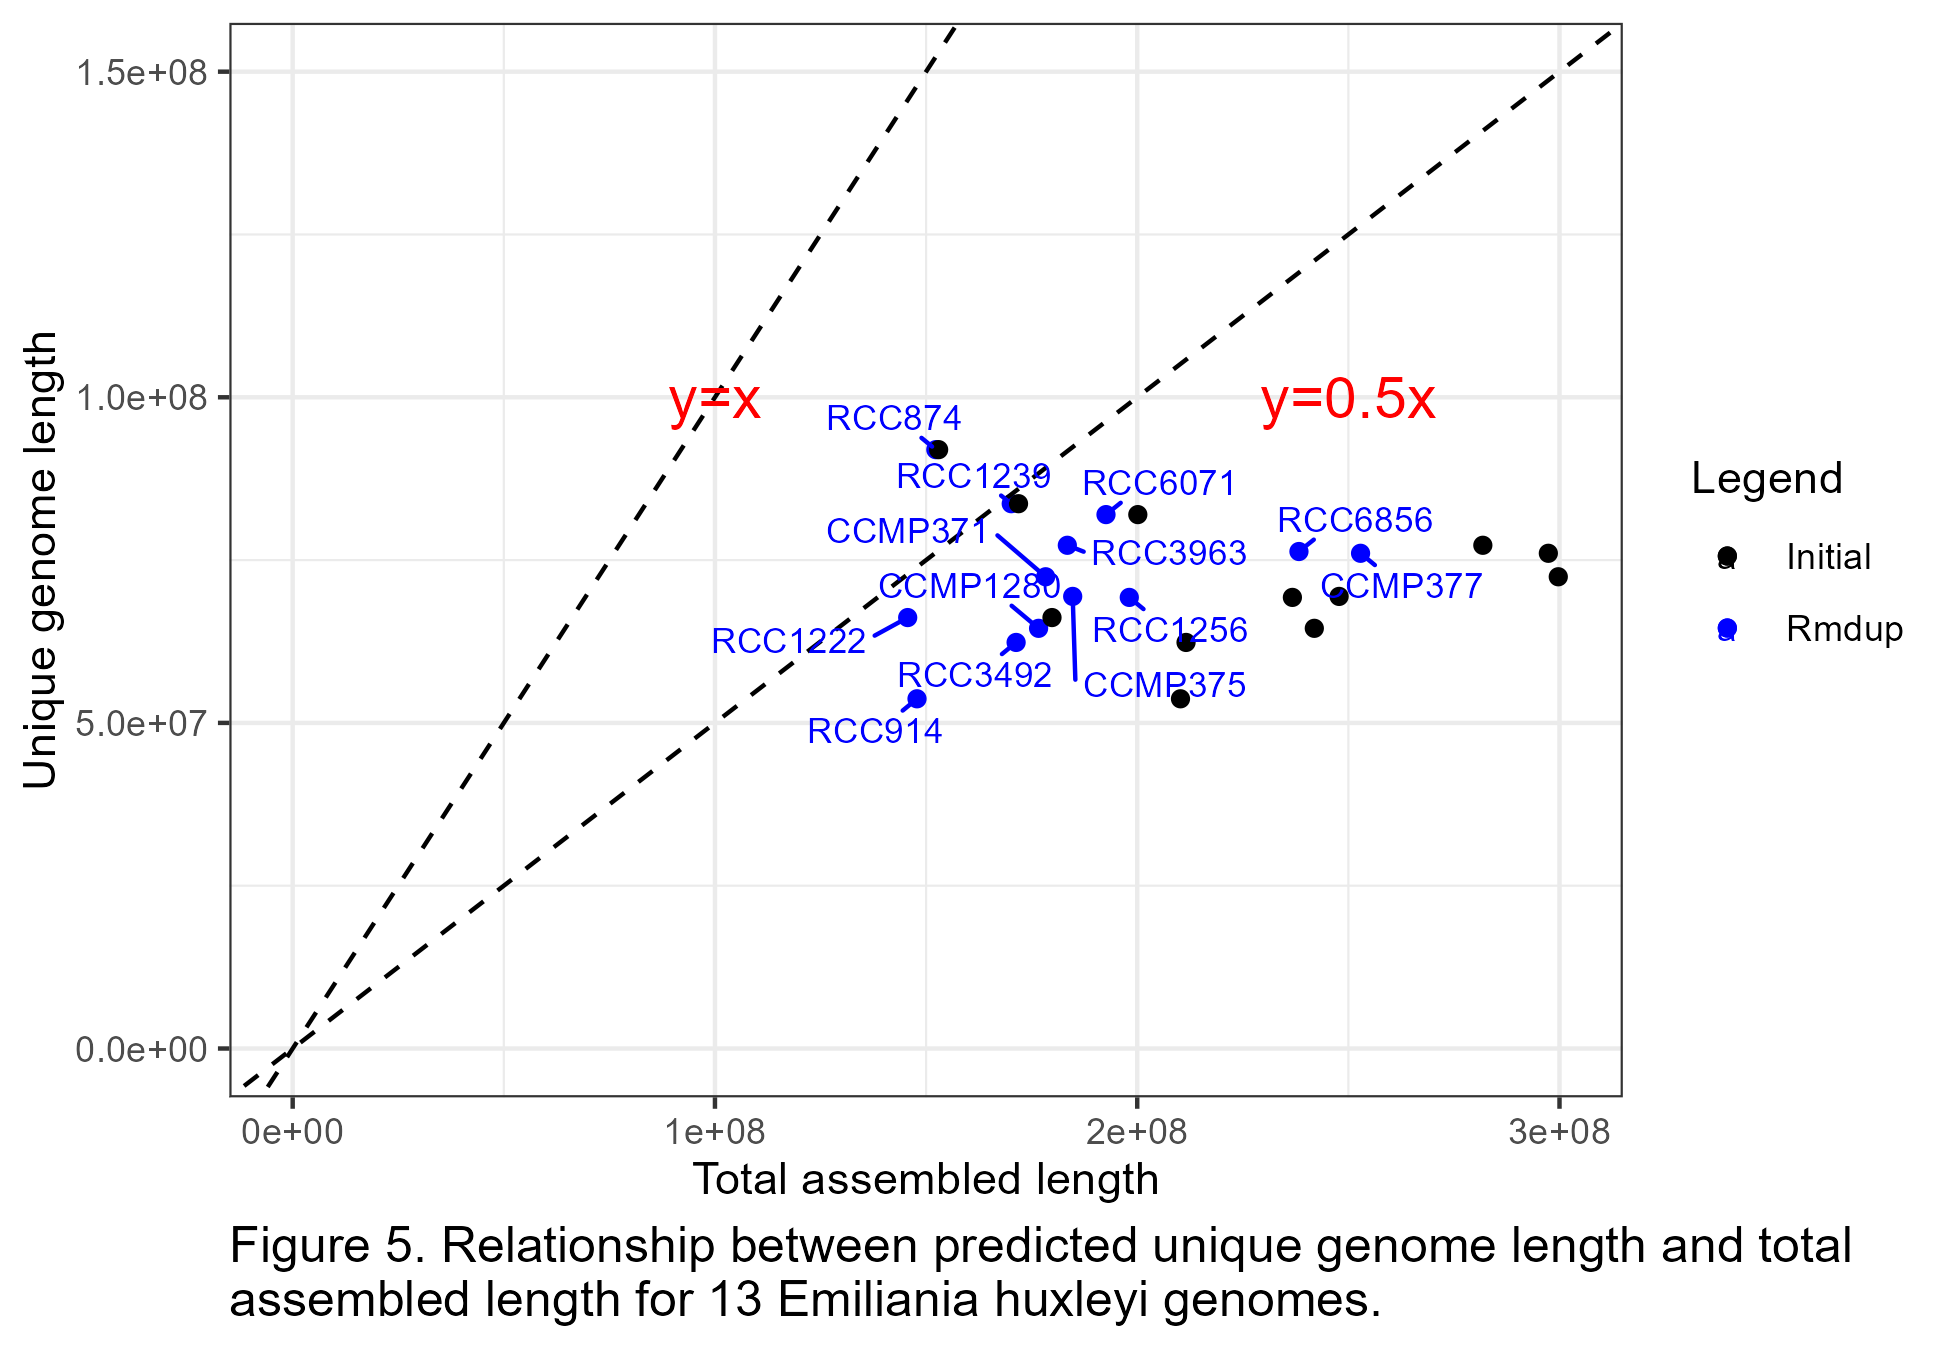 1.5e+08
1.0e+08
5.0e+07
0.0e+00
Unique genome length
y=x
y=0.5x
RCC874
RCC1239
RCC6071
CCMP371
RCC6856
RCC3963
CCMP1280
CCMP377
RCC1222
RCC1256
RCC3492
CCMP375
RCC914
Legend
Initial
Rmdup
0e+00
1e+08
2e+08
3e+08
Total assembled length
Figure 5. Relationship between predicted unique genome length and total
assembled length for 13 Emiliania huxleyi genomes.